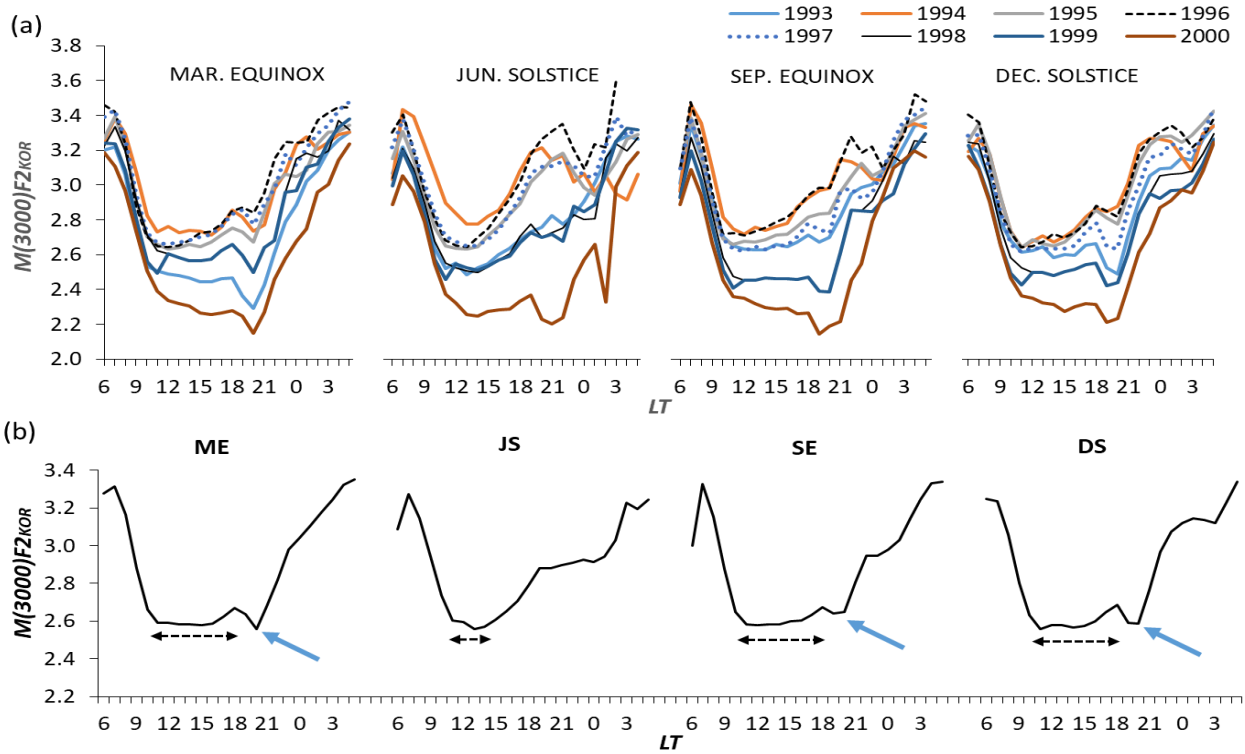 (a)
1993 1994 1995 1996
1997 1998 1999 2000
MAR. EQUINOX JUN. SOLSTICE SEP. EQUINOX DEC. SOLSTICE
M(3000)F2KOR
3.8
3.6
3.4
3.2
3.0
2.8
2.6
2.4
2.2
2.0
6 9 12 15 18 21 0 3 6 9 12 15 18 21 0 3 6 9 12 15 18 21 0 3 6 9 12 15 18 21 0 3
LT
(b)
ME JS SE DS
M(3000)F2KOR
3.4
3.2
3.0
2.8
2.6
2.4
2.2
6 9 12 15 18 21 0 3 6 9 12 15 18 21 0 3 6 9 12 15 18 21 0 3 6 9 12 15 18 21 0 3
LT